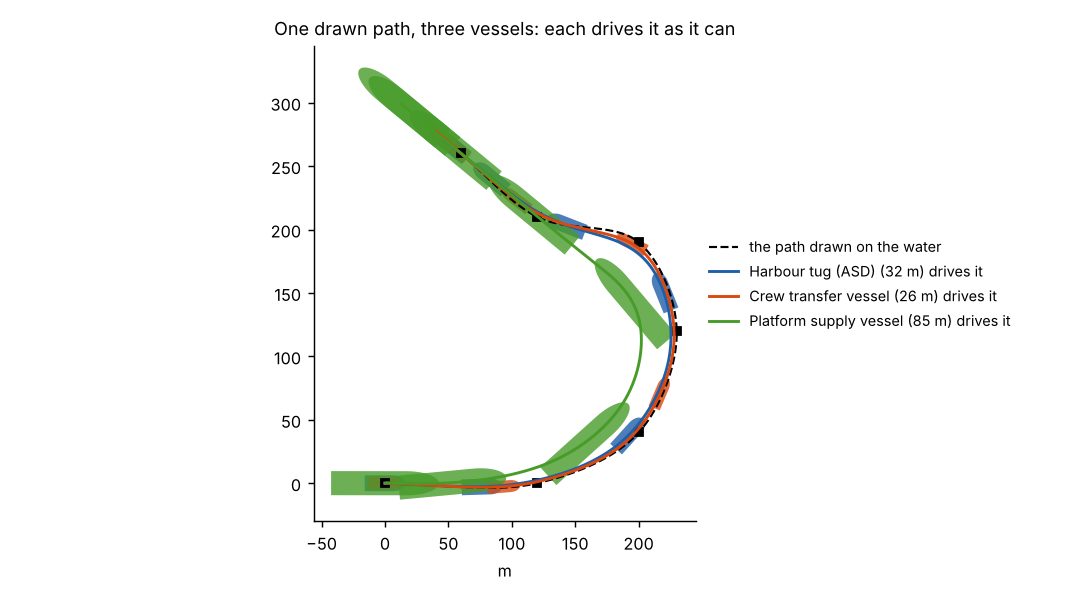 One drawn path, three vessels: each drives it as it can
300
250
200
150
100
50
0
−50 0 50 100 150 200
m
the path drawn on the water
Harbour tug (ASD) (32 m) drives it
Crew transfer vessel (26 m) drives it
Platform supply vessel (85 m) drives it